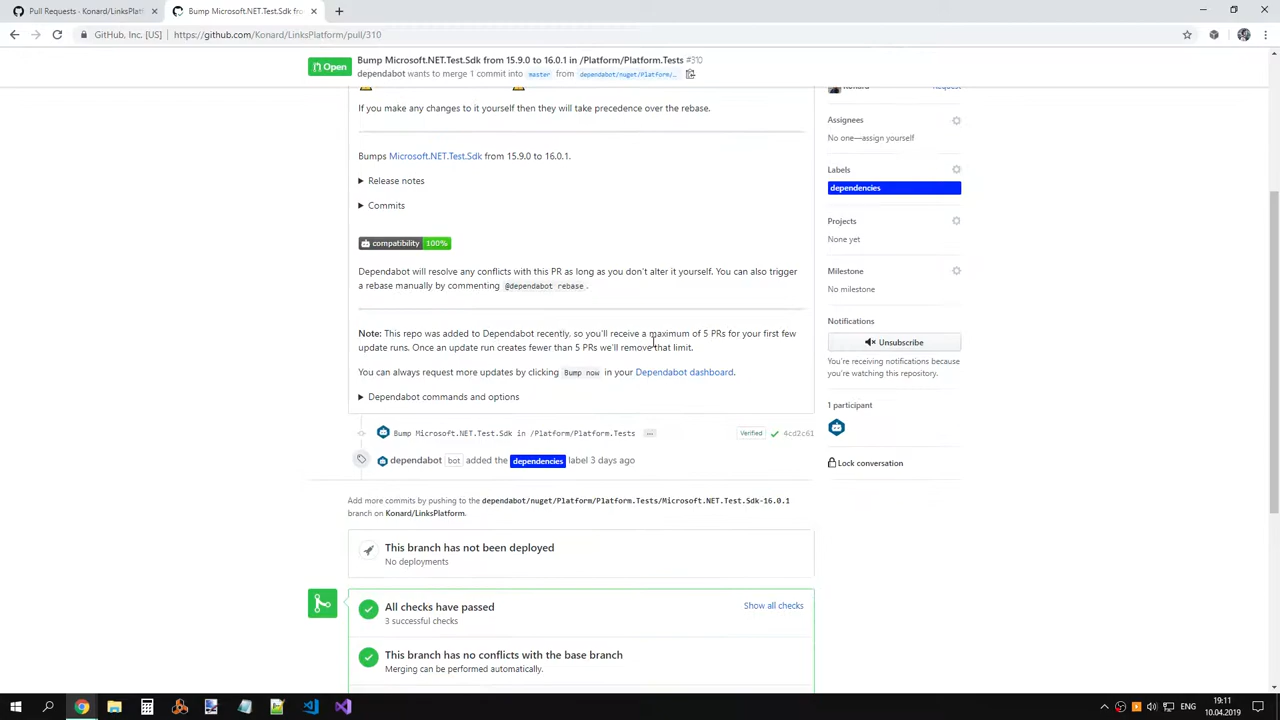 Pull Requests · Konard/LinksPlatf
Bump Microsoft.NET.Test.Sdk from
GitHub, Inc. [US]
https://github.com/Konard/LinksPlatform/pull/310
Open
Bump Microsoft.NET.Test.Sdk from 15.9.0 to 16.0.1 in /Platform/Platform.Tests #310
dependabot wants to merge 1 commit into master from dependabot/nuget/Platform/…
If you make any changes to it yourself then they will take precedence over the rebase.
Bumps Microsoft.NET.Test.Sdk from 15.9.0 to 16.0.1.
Release notes
Commits
compatibility 100%
Dependabot will resolve any conflicts with this PR as long as you don't alter it yourself. You can also trigger
a rebase manually by commenting @dependabot rebase.
Note: This repo was added to Dependabot recently, so you'll receive a maximum of 5 PRs for your first few
update runs. Once an update run creates fewer than 5 PRs we'll remove that limit.
You can always request more updates by clicking Bump now in your Dependabot dashboard.
Dependabot commands and options
Bump Microsoft.NET.Test.Sdk in /Platform/Platform.Tests … Verified 4cd2c61
dependabot bot added the dependencies label 3 days ago
Add more commits by pushing to the dependabot/nuget/Platform/Platform.Tests/Microsoft.NET.Test.Sdk-16.0.1
branch on Konard/LinksPlatform.
This branch has not been deployed
No deployments
All checks have passed
Show all checks
3 successful checks
This branch has no conflicts with the base branch
Merging can be performed automatically.
Konard
Request
Assignees
No one—assign yourself
Labels
dependencies
Projects
None yet
Milestone
No milestone
Notifications
Unsubscribe
You're receiving notifications because
you're watching this repository.
1 participant
Lock conversation
ENG
19:11
10.04.2019